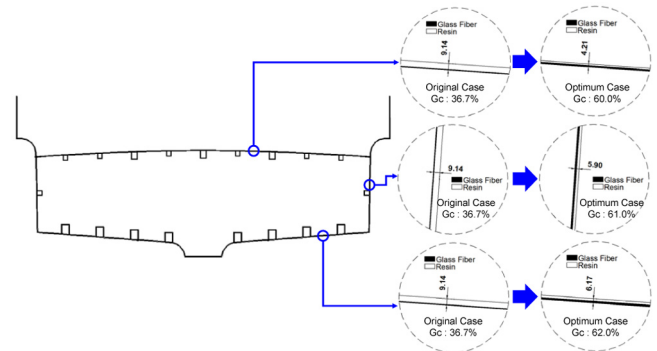 Glass Fiber
Resin
9.14
Original Case
Gc : 36.7%
Glass Fiber
Resin
4.21
Optimum Case
Gc : 60.0%
9.14
Glass Fiber
Resin
Original Case
Gc : 36.7%
5.90
Glass Fiber
Resin
Optimum Case
Gc : 61.0%
Glass Fiber
Resin
9.14
Original Case
Gc : 36.7%
Glass Fiber
Resin
6.17
Optimum Case
Gc : 62.0%